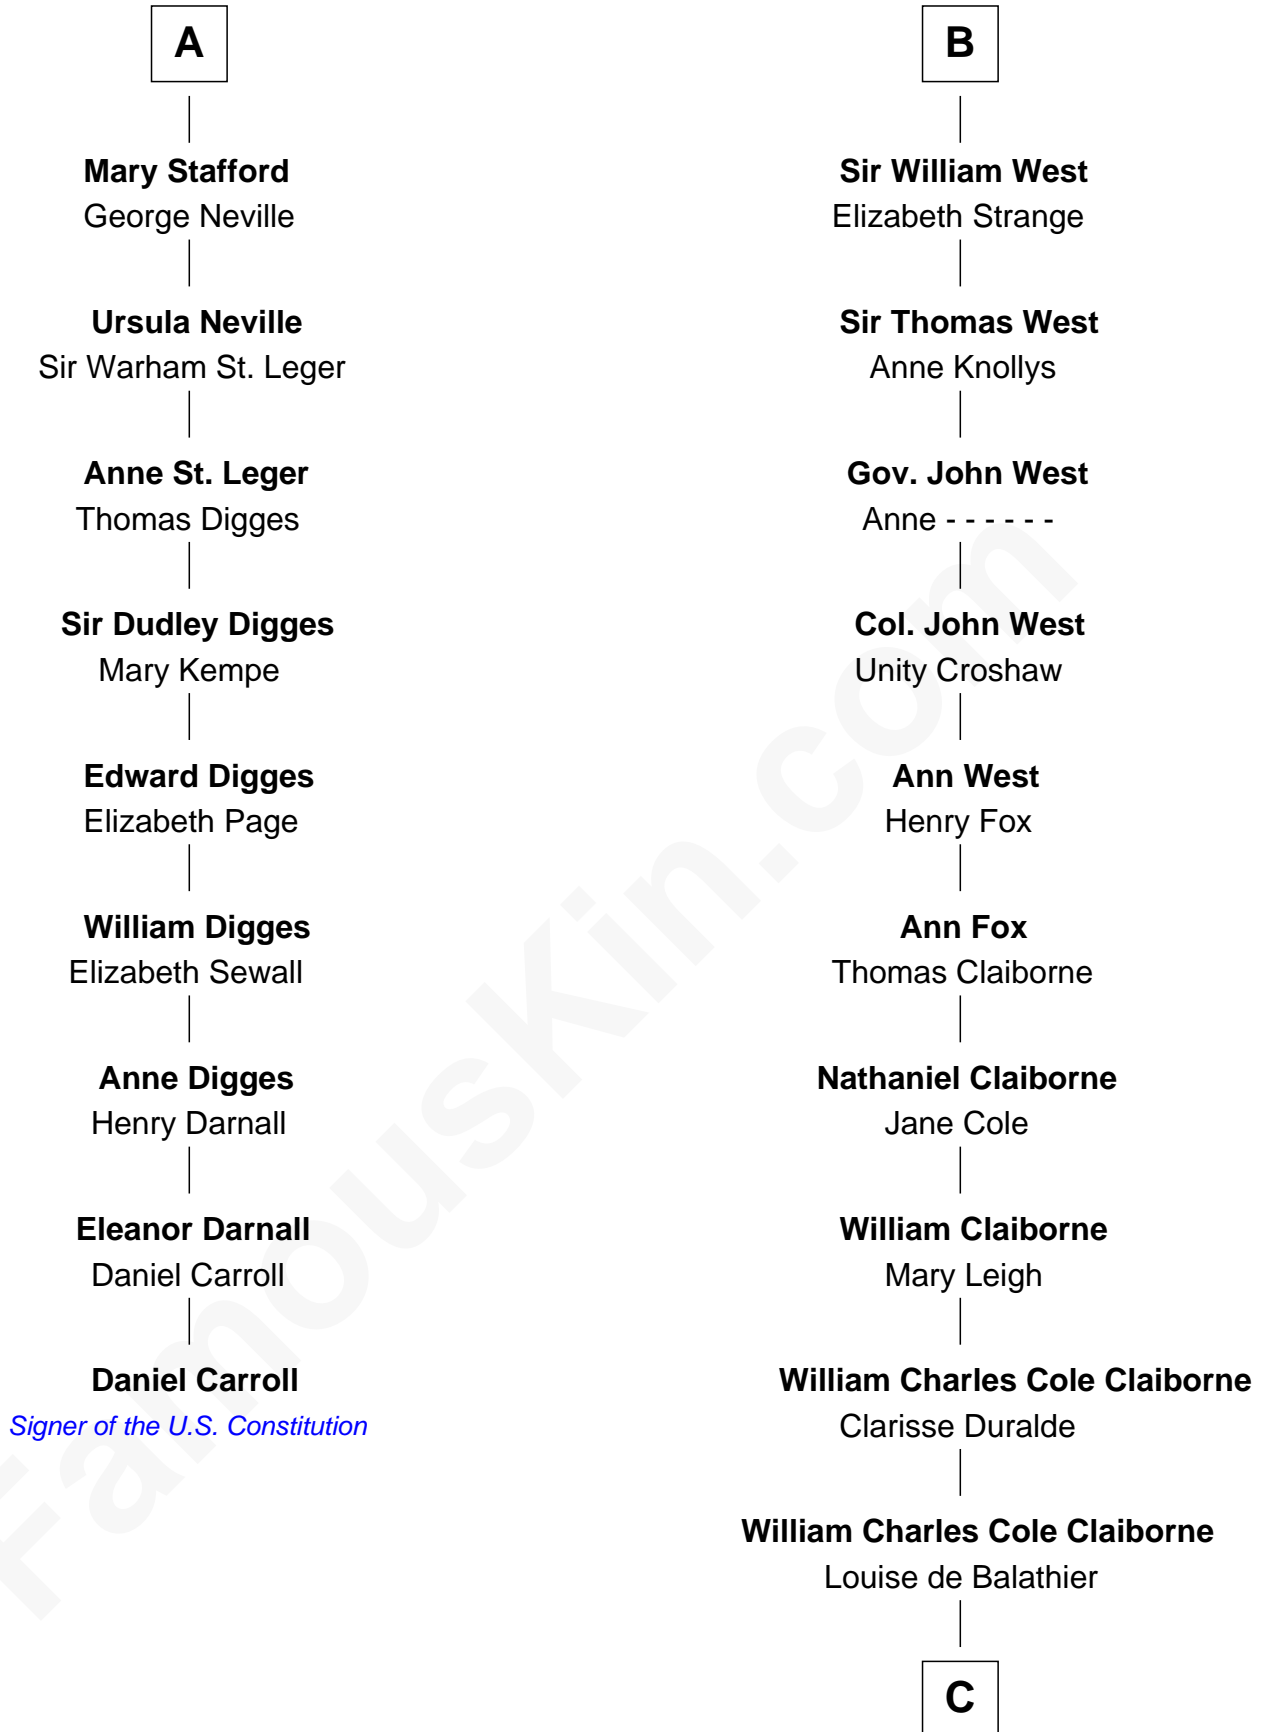 A
Mary Stafford
George Neville
Ursula Neville
Sir Warham St. Leger
Anne St. Leger
Thomas Digges
Sir Dudley Digges
Mary Kempe
Edward Digges
Elizabeth Page
William Digges
Elizabeth Sewall
Anne Digges
Henry Darnall
Eleanor Darnall
Daniel Carroll
Daniel Carroll
Signer of the U.S. Constitution
B
Sir William West
Elizabeth Strange
Sir Thomas West
Anne Knollys
Gov. John West
Anne - - - - - -
Col. John West
Unity Croshaw
Ann West
Henry Fox
Ann Fox
Thomas Claiborne
Nathaniel Claiborne
Jane Cole
William Claiborne
Mary Leigh
William Charles Cole Claiborne
Clarisse Duralde
William Charles Cole Claiborne
Louise de Balathier
C
FamousKin.com